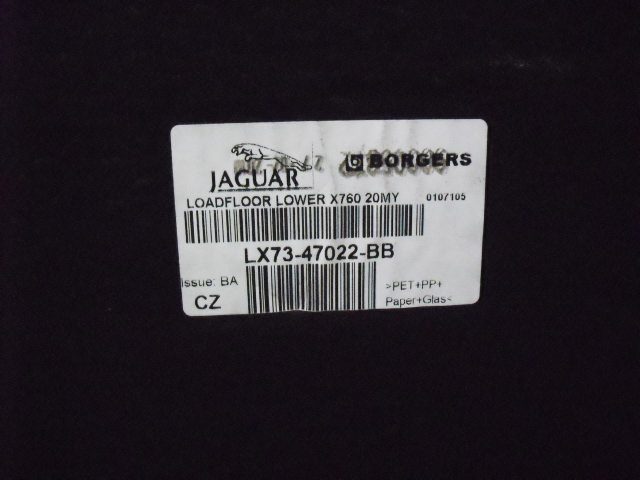 JAGUAR BORGERS
LOADFLOOR LOWER X760 20MY 0107105
LX73-47022-BB
Issue: BA >PET+PP+
CZ Paper+Glas<